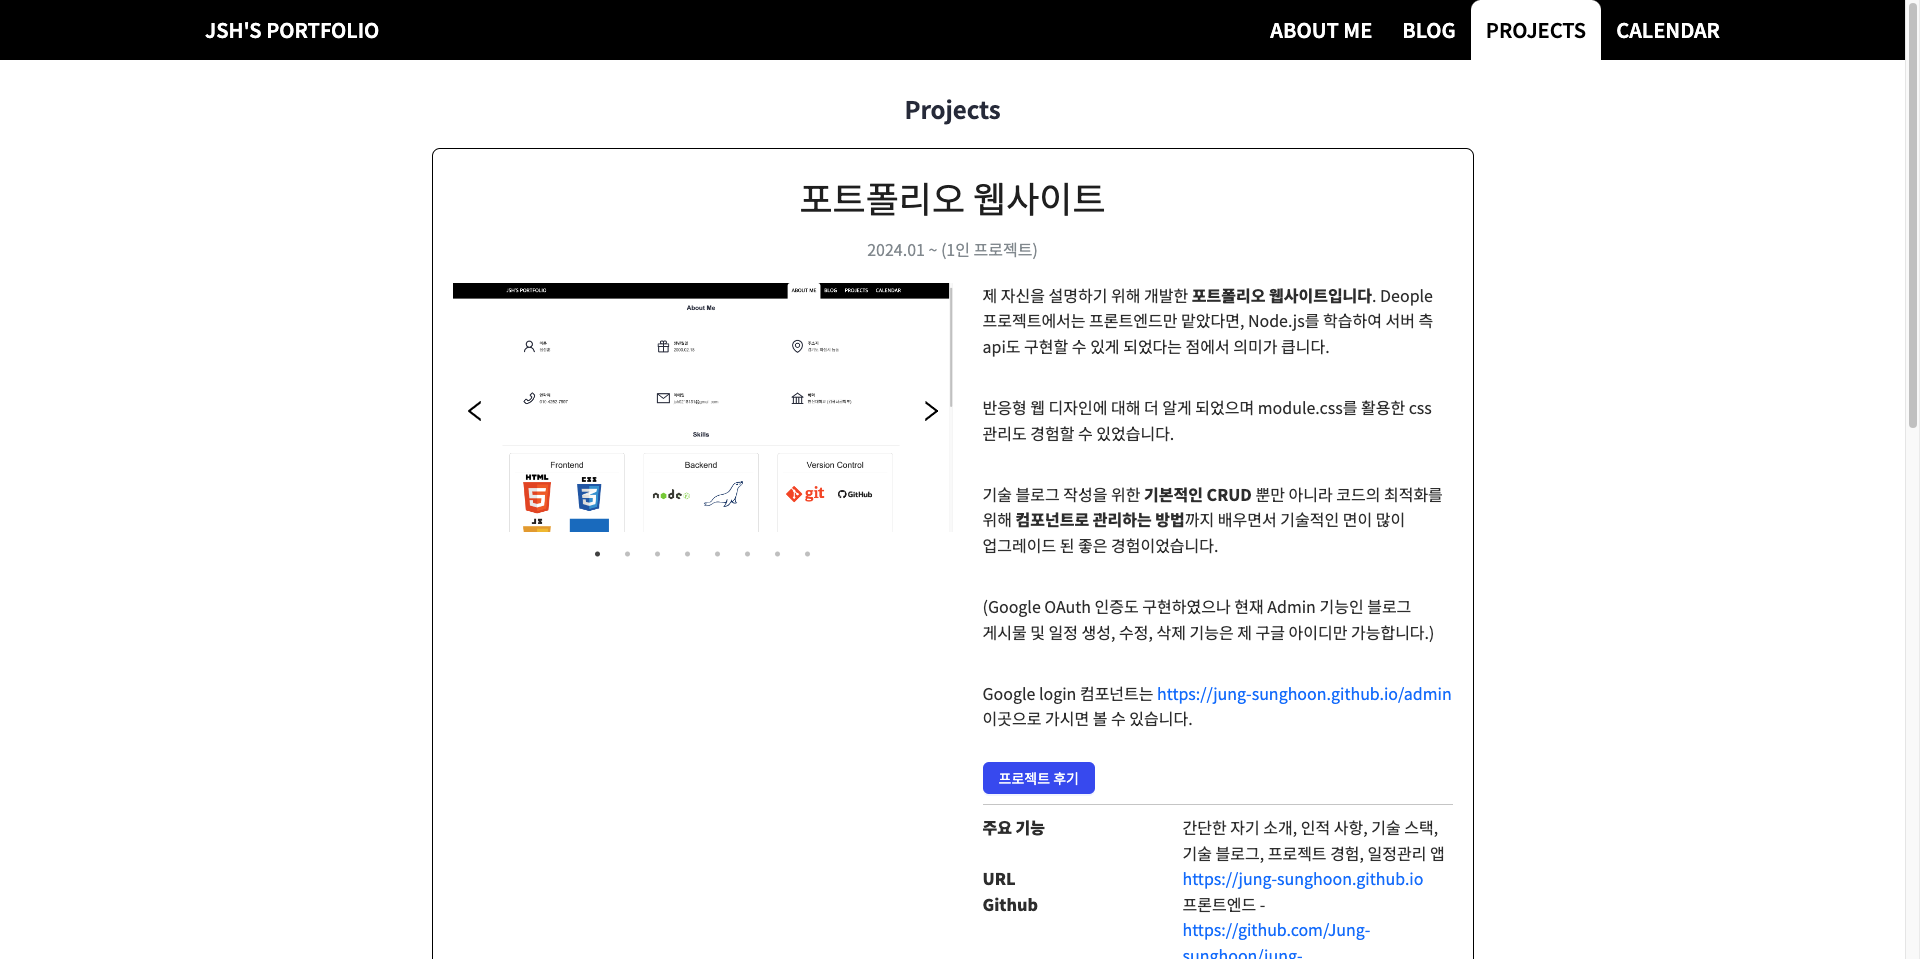 JSH'S PORTFOLIO
ABOUT ME BLOG PROJECTS CALENDAR
Projects
포트폴리오 웹사이트
2024.01 ~ (1인 프로젝트)
JSH'S PORTFOLIO
ABOUT ME BLOG PROJECTS CALENDAR
About Me
Skills
Frontend
Backend
Version Control
HTML
CSS
node
git
GitHub
JS
제 자신을 설명하기 위해 개발한 포트폴리오 웹사이트입니다. Deople
프로젝트에서는 프론트엔드만 맡았다면, Node.js를 학습하여 서버 측
api도 구현할 수 있게 되었다는 점에서 의미가 큽니다.
반응형 웹 디자인에 대해 더 알게 되었으며 module.css를 활용한 css
관리도 경험할 수 있었습니다.
기술 블로그 작성을 위한 기본적인 CRUD 뿐만 아니라 코드의 최적화를
위해 컴포넌트로 관리하는 방법까지 배우면서 기술적인 면이 많이
업그레이드 된 좋은 경험이었습니다.
(Google OAuth 인증도 구현하였으나 현재 Admin 기능인 블로그
게시물 및 일정 생성, 수정, 삭제 기능은 제 구글 아이디만 가능합니다.)
Google login 컴포넌트는 https://jung-sunghoon.github.io/admin
이곳으로 가시면 볼 수 있습니다.
프로젝트 후기
주요 기능
간단한 자기 소개, 인적 사항, 기술 스택,
기술 블로그, 프로젝트 경험, 일정관리 앱
URL
https://jung-sunghoon.github.io
Github
프론트엔드 -
https://github.com/Jung-
sunghoon/jung-